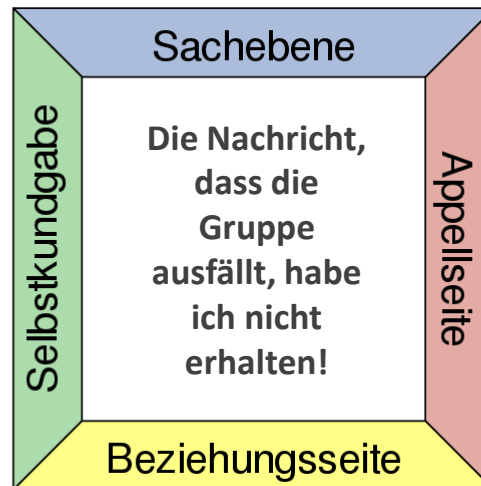 Sachebene
Selbstkundgabe
Die Nachricht,
dass die
Gruppe
ausfällt, habe
ich nicht
erhalten!
Appellseite
Beziehungsseite